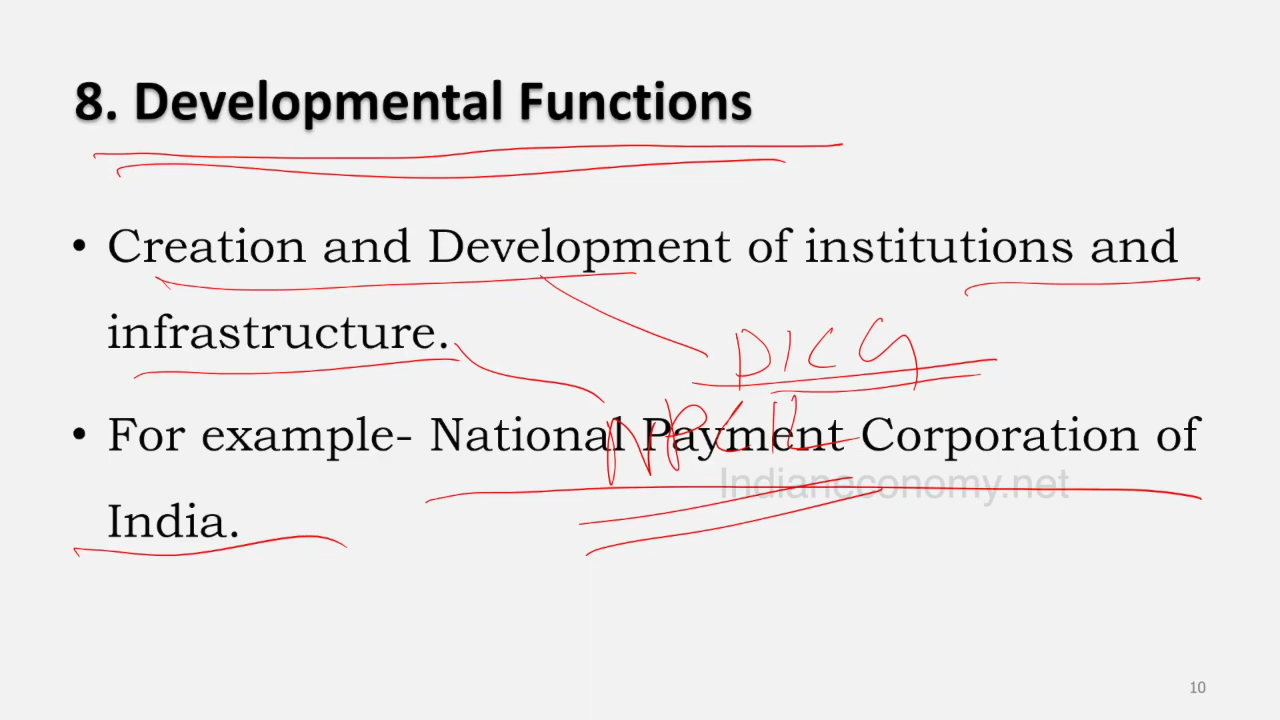 8. Developmental Functions
• Creation and Development of institutions and
infrastructure.
DICG
NPCI
• For example- National Payment Corporation of
Indianeconomy.net
India.
10